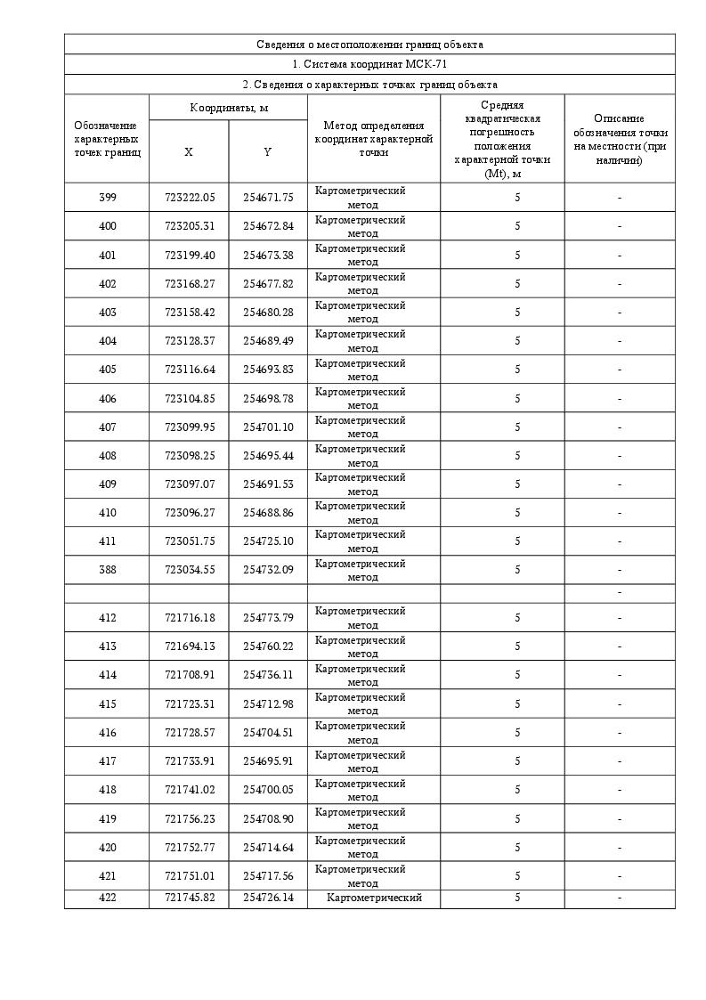 Сведения о местоположении границ объекта
1. Система координат МСК-71
2. Сведения о характерных точках границ объекта
Обозначение
характерных
точек границ
Координаты, м
X
Y
Метод определения
координат характерной
точки
Средняя
квадратическая
погрешность
положения
характерной точки
(Mt), м
Описание
обозначения точки
на местности (при
наличии)
399 723222.05 254671.75 Картометрический
метод 5 -
400 723205.31 254672.84 Картометрический
метод 5 -
401 723199.40 254673.38 Картометрический
метод 5 -
402 723168.27 254677.82 Картометрический
метод 5 -
403 723158.42 254680.28 Картометрический
метод 5 -
404 723128.37 254689.49 Картометрический
метод 5 -
405 723116.64 254693.83 Картометрический
метод 5 -
406 723104.85 254698.78 Картометрический
метод 5 -
407 723099.95 254701.10 Картометрический
метод 5 -
408 723098.25 254695.44 Картометрический
метод 5 -
409 723097.07 254691.53 Картометрический
метод 5 -
410 723096.27 254688.86 Картометрический
метод 5 -
411 723051.75 254725.10 Картометрический
метод 5 -
388 723034.55 254732.09 Картометрический
метод 5 -
-
412 721716.18 254773.79 Картометрический
метод 5 -
413 721694.13 254760.22 Картометрический
метод 5 -
414 721708.91 254736.11 Картометрический
метод 5 -
415 721723.31 254712.98 Картометрический
метод 5 -
416 721728.57 254704.51 Картометрический
метод 5 -
417 721733.91 254695.91 Картометрический
метод 5 -
418 721741.02 254700.05 Картометрический
метод 5 -
419 721756.23 254708.90 Картометрический
метод 5 -
420 721752.77 254714.64 Картометрический
метод 5 -
421 721751.01 254717.56 Картометрический
метод 5 -
422 721745.82 254726.14 Картометрический 5 -